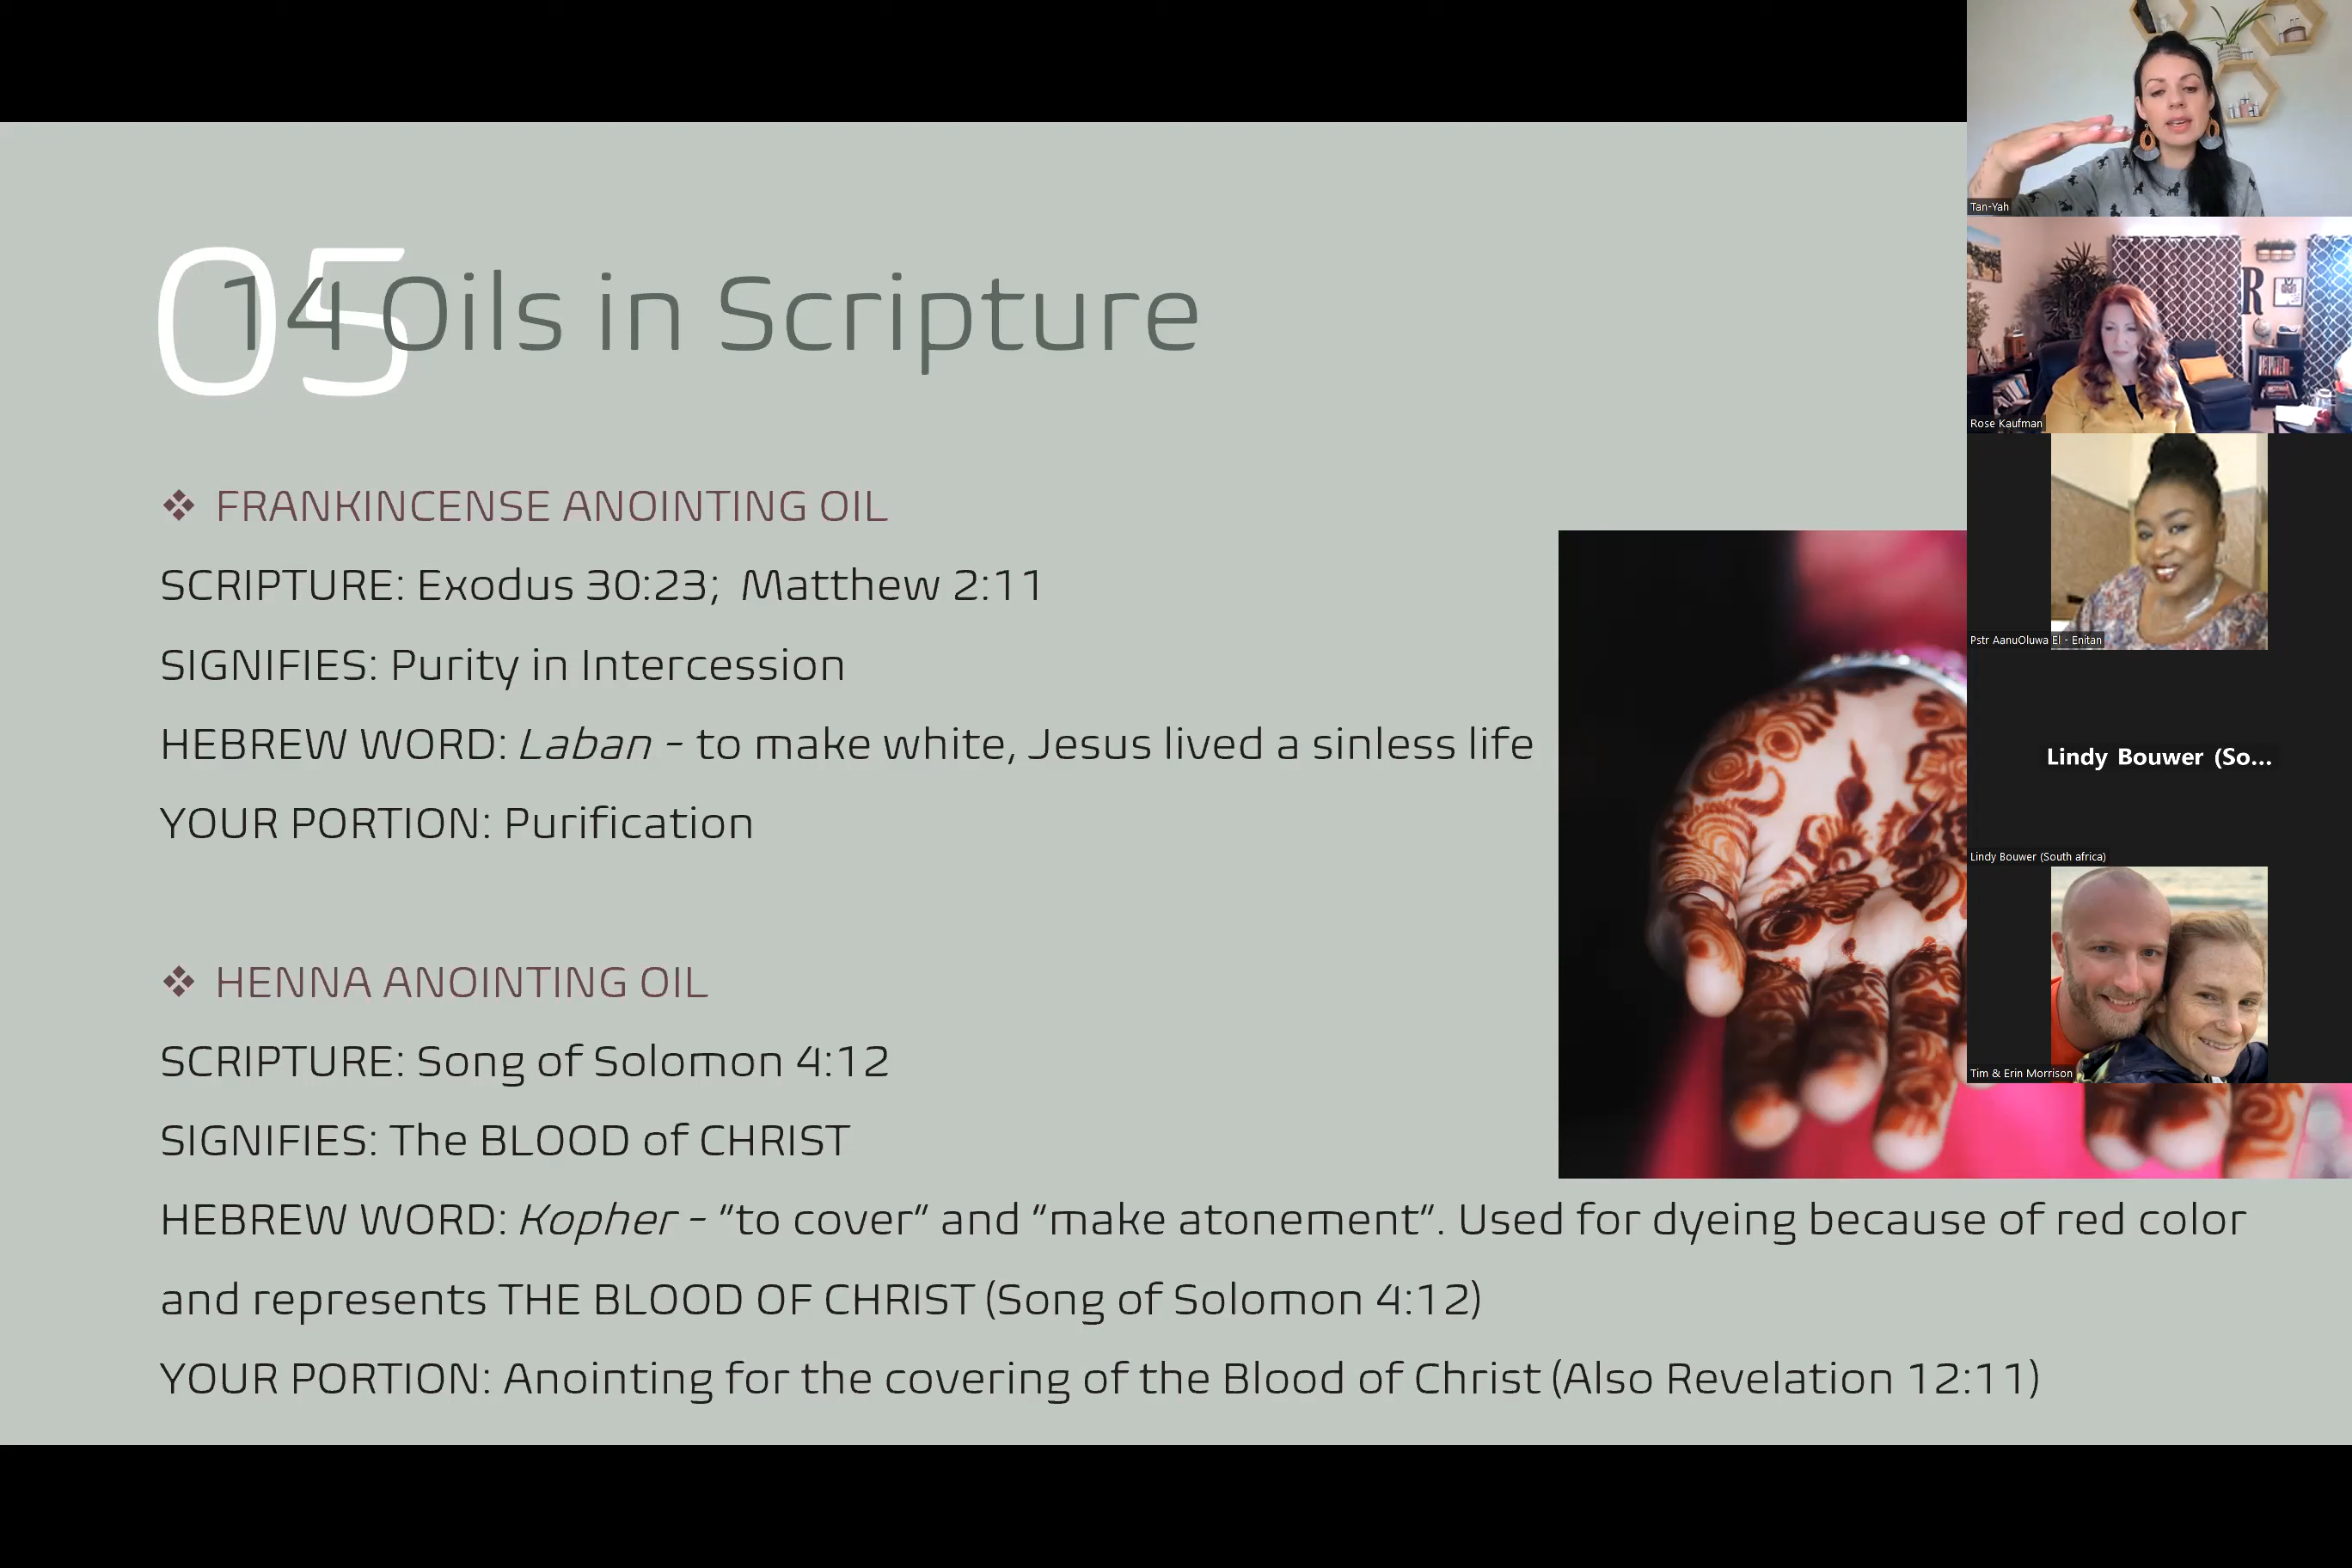 05
14 Oils in Scripture
❖ FRANKINCENSE ANOINTING OIL
SCRIPTURE: Exodus 30:23; Matthew 2:11
SIGNIFIES: Purity in Intercession
HEBREW WORD: Laban - to make white, Jesus lived a sinless life
YOUR PORTION: Purification
❖ HENNA ANOINTING OIL
SCRIPTURE: Song of Solomon 4:12
SIGNIFIES: The BLOOD of CHRIST
HEBREW WORD: Kopher - "to cover" and "make atonement". Used for dyeing because of red color
and represents THE BLOOD OF CHRIST (Song of Solomon 4:12)
YOUR PORTION: Anointing for the covering of the Blood of Christ (Also Revelation 12:11)
Tan-Yah
R
Rose Kaufman
Pstr AanuOluwa El - Enitan
Lindy Bouwer (So...
Lindy Bouwer (South africa)
Tim & Erin Morrison